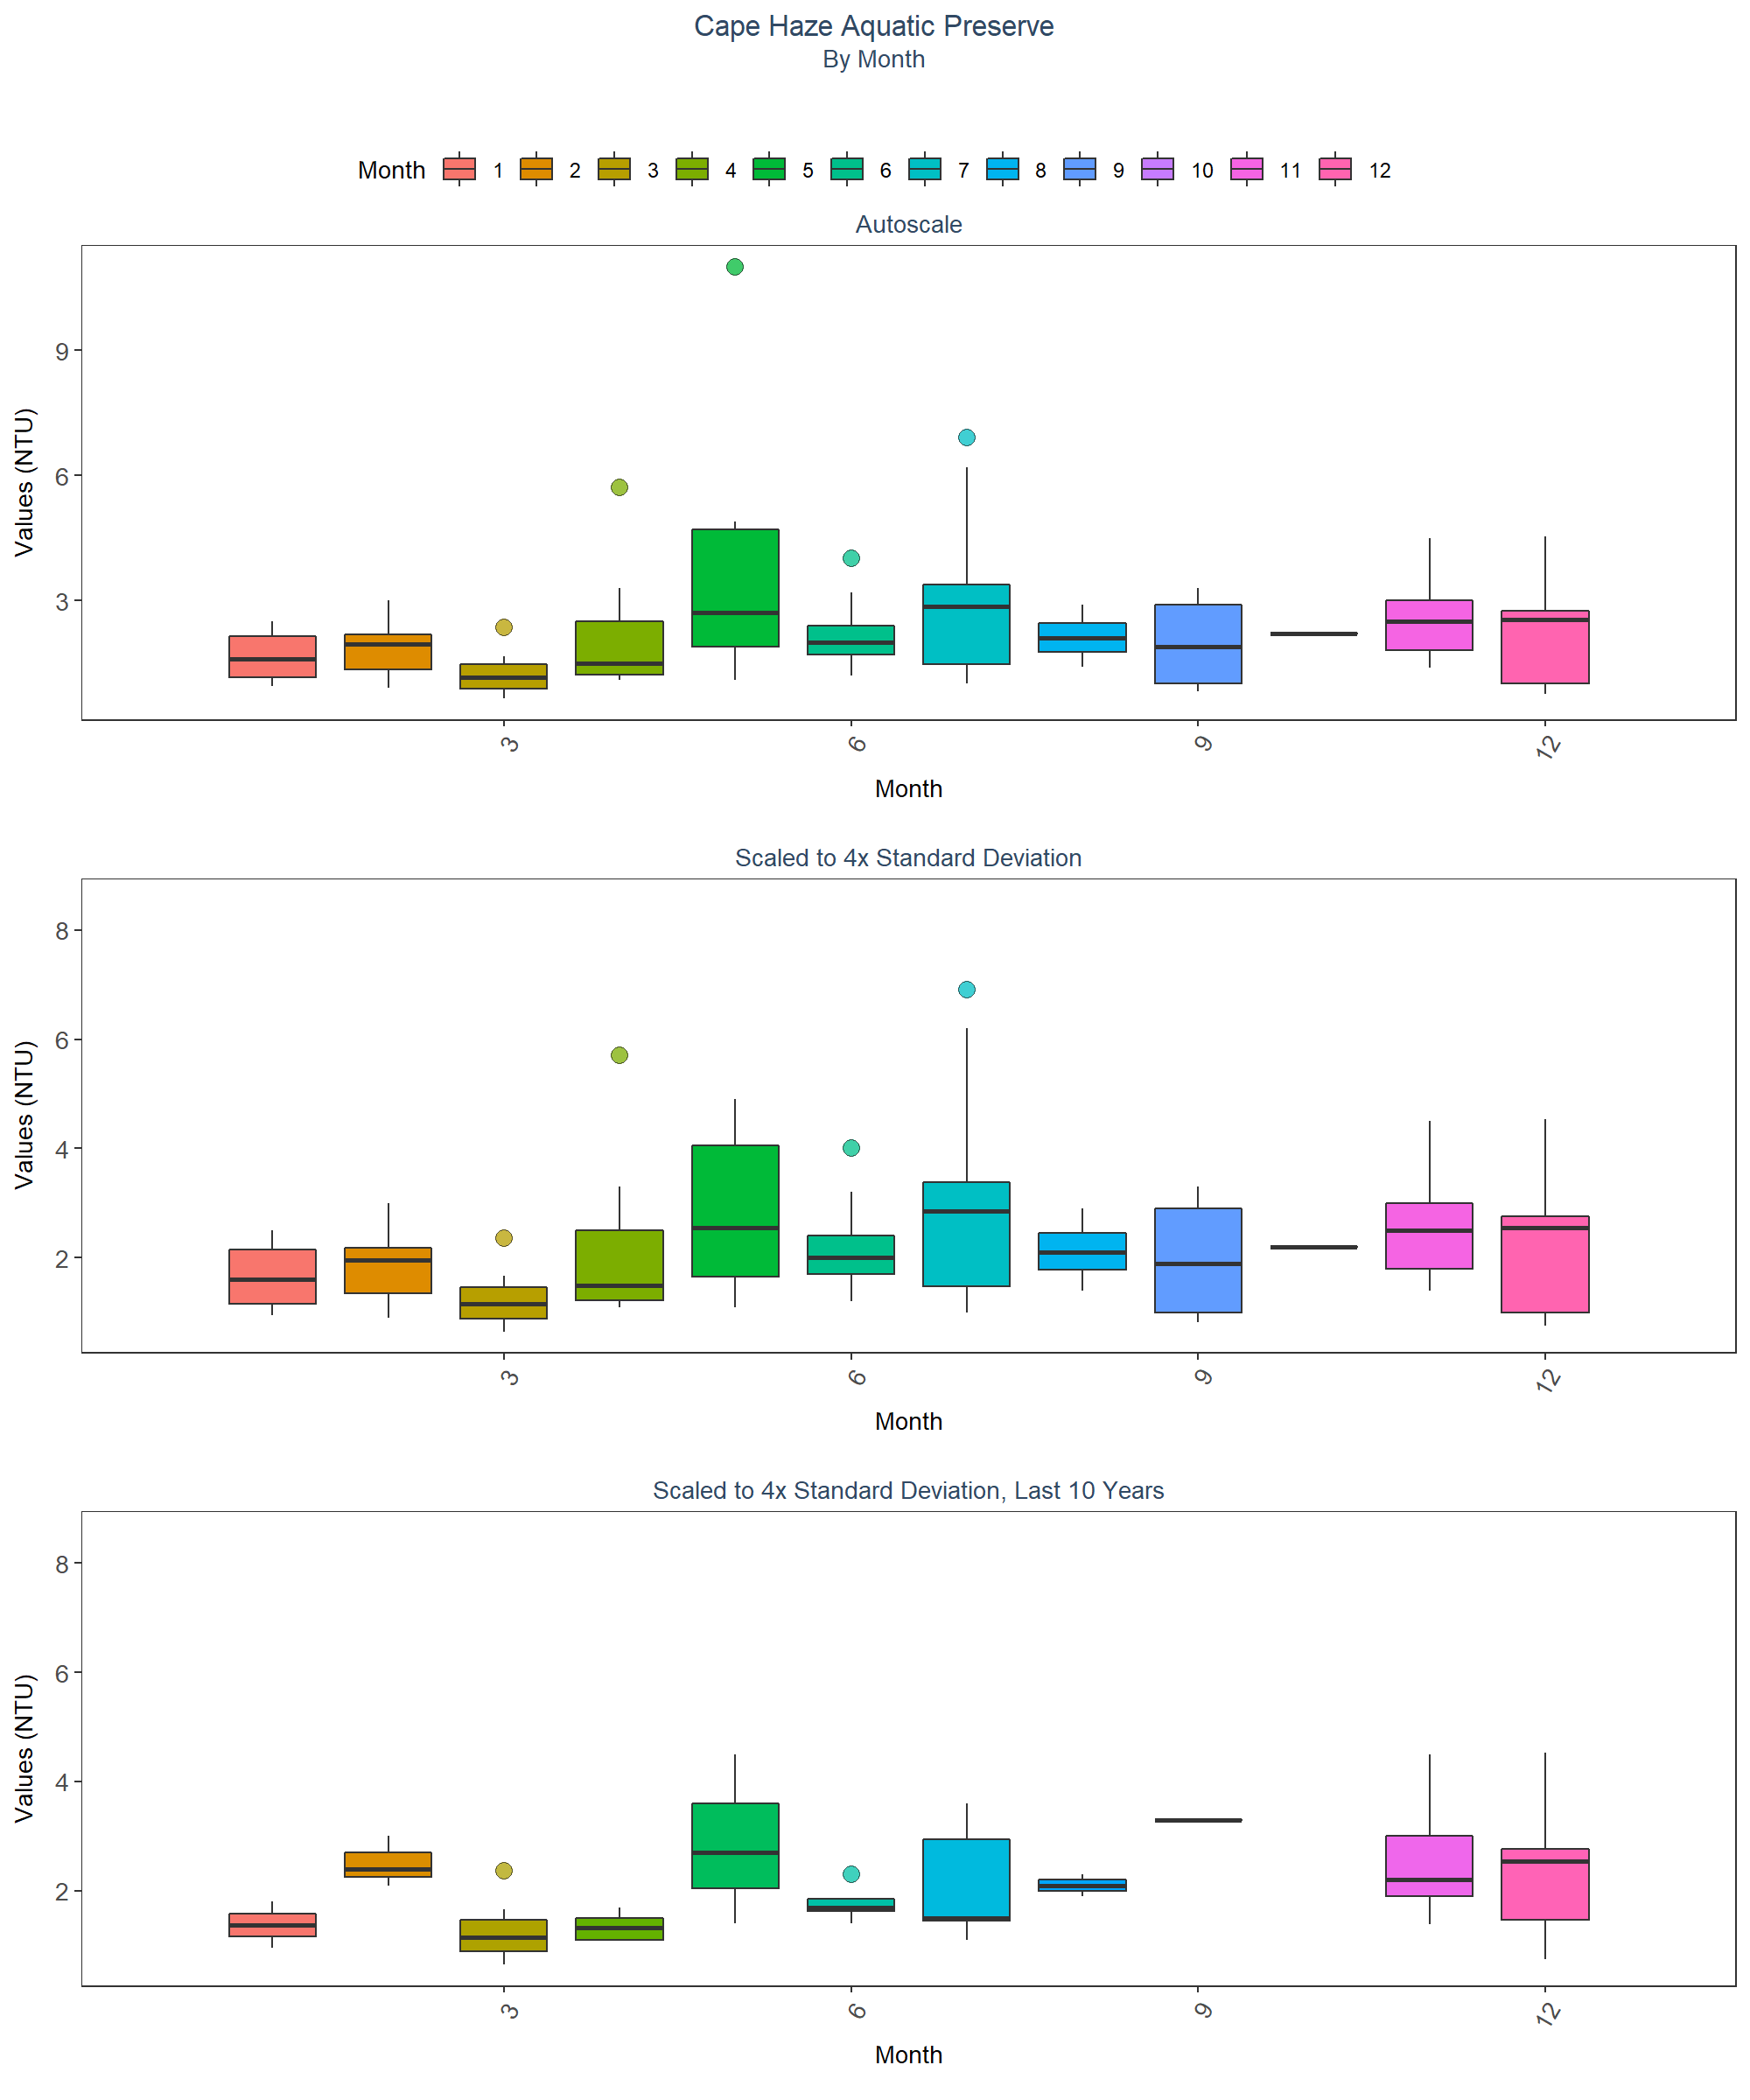 Cape Haze Aquatic Preserve
By Month
Month 1 2 3 4 5 6 7 8 9 10 11 12
Autoscale
Values (NTU)
9
6
3
3 6 9 12
Month
Scaled to 4x Standard Deviation
Values (NTU)
8
6
4
2
3 6 9 12
Month
Scaled to 4x Standard Deviation, Last 10 Years
Values (NTU)
8
6
4
2
3 6 9 12
Month